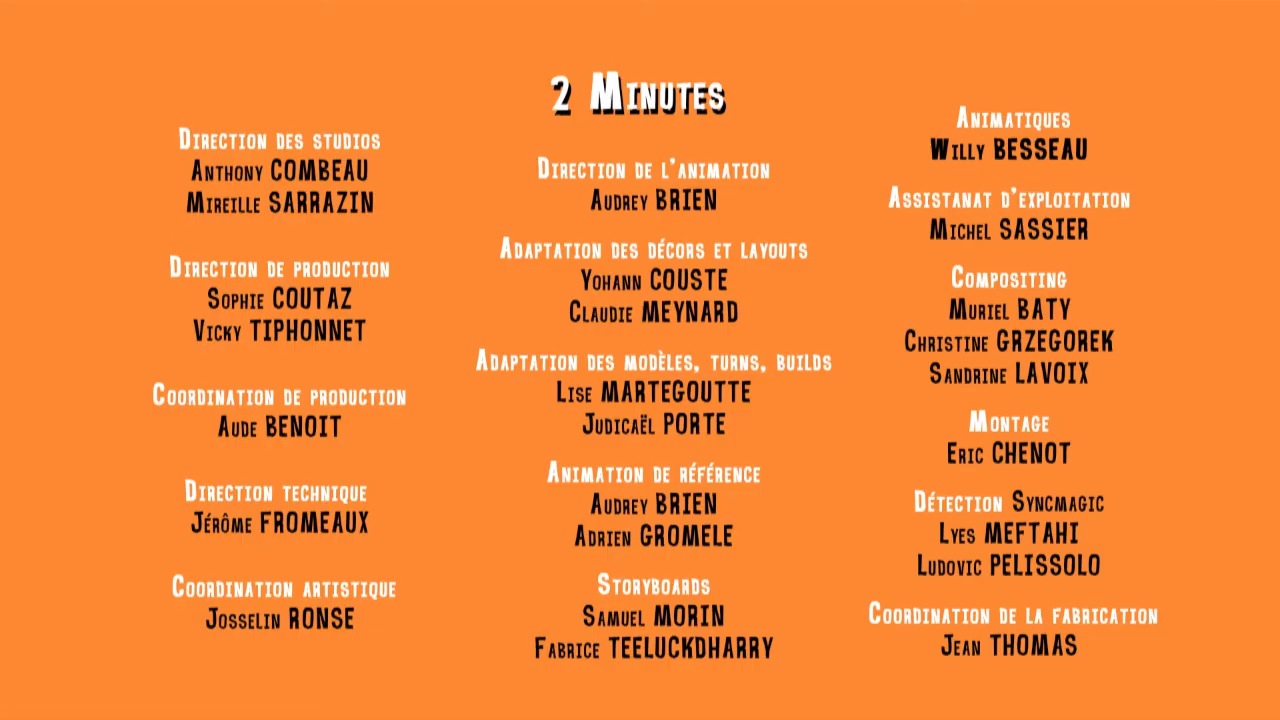 2 Minutes
Direction des studios
Anthony COMBEAU
Mireille SARRAZIN
Direction de production
Sophie COUTAZ
Vicky TIPHONNET
Coordination de production
Aude BENOIT
Direction technique
Jérôme FROMEAUX
Coordination artistique
Josselin RONSE
Direction de l'animation
Audrey BRIEN
Adaptation des décors et layouts
Yohann COUSTE
Claudie MEYNARD
Adaptation des modèles, turns, builds
Lise MARTEGOUTTE
Judicaël PORTE
Animation de référence
Audrey BRIEN
Adrien GROMELE
Storyboards
Samuel MORIN
Fabrice TEELUCKDHARRY
Animatiques
Willy BESSEAU
Assistanat d'exploitation
Michel SASSIER
Compositing
Muriel BATY
Christine GRZEGOREK
Sandrine LAVOIX
Montage
Eric CHENOT
Détection Syncmagic
Lyes MEFTAHI
Ludovic PELISSOLO
Coordination de la fabrication
Jean THOMAS